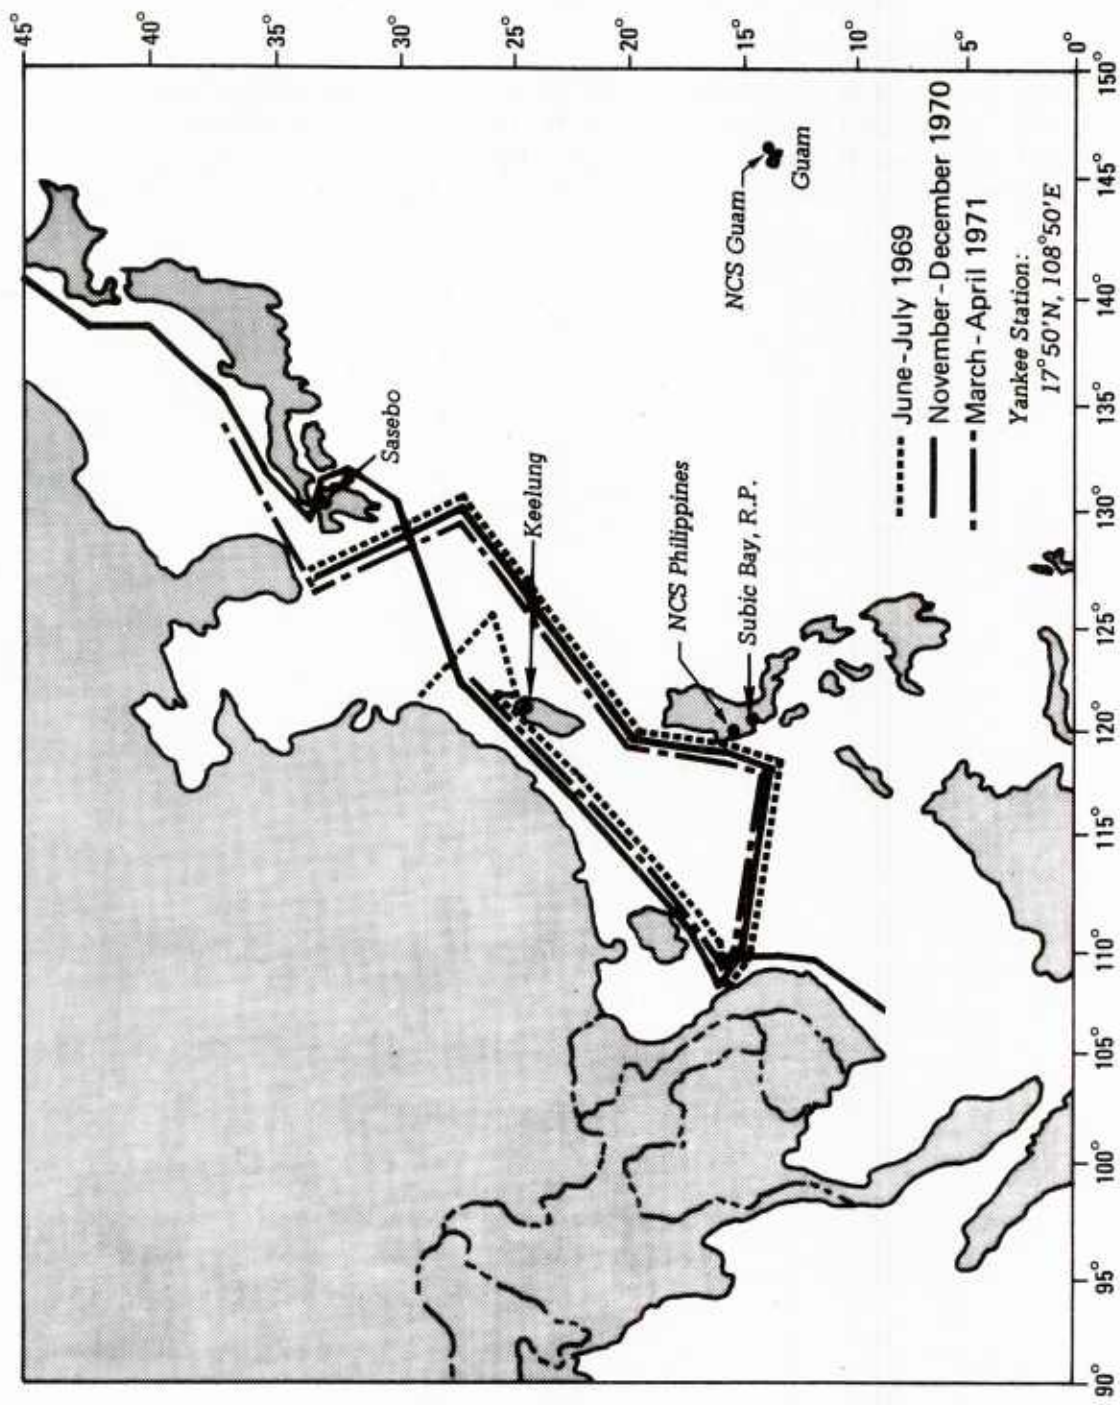 45°
40°
35°
30°
25°
20°
15°
10°
5°
0°
150°
145°
140°
135°
130°
125°
120°
115°
110°
105°
100°
95°
90°
Sasebo
Keelung
NCS Philippines
Subic Bay, R.P.
NCS Guam
Guam
June-July 1969
November-December 1970
March-April 1971
Yankee Station:
17°50'N, 108°50'E